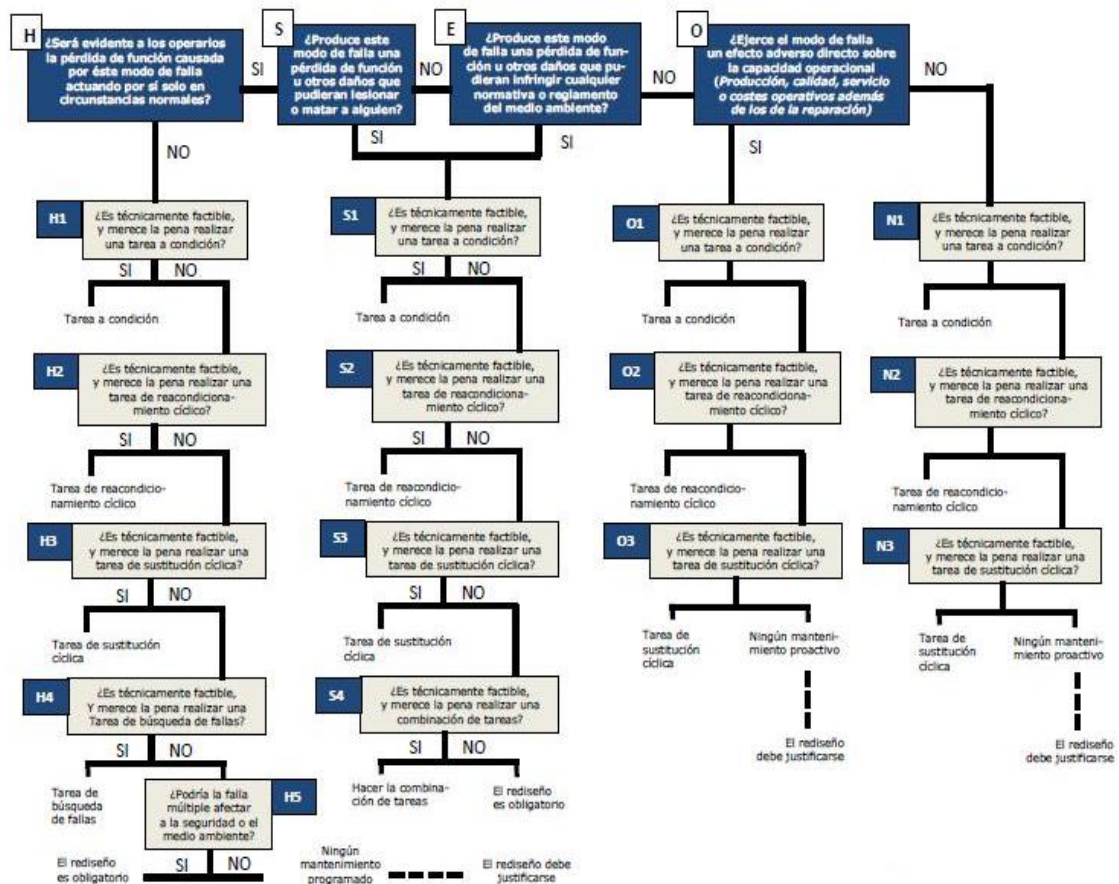 H
¿Será evidente a los operarios
la pérdida de función causada
por éste modo de falla
actuando por sí solo en
circunstancias normales?
SI
S
¿Produce este
modo de falla una
pérdida de función
u otros daños que
pudieran lesionar
o matar a alguien?
NO
E
¿Produce este modo
de falla una pérdida de fun-
ción u otros daños que pu-
dieran infringir cualquier
normativa o reglamento
del medio ambiente?
NO
O
¿Ejerce el modo de falla
un efecto adverso directo sobre
la capacidad operacional
(Producción, calidad, servicio
o costes operativos además
de los de la reparación)
NO
NO
SI
SI
SI
H1
¿Es técnicamente factible,
y merece la pena realizar
una tarea a condición?
SI NO
Tarea a condición
S1
¿Es técnicamente factible,
y merece la pena realizar
una tarea a condición?
SI NO
Tarea a condición
O1
¿Es técnicamente factible,
y merece la pena realizar
una tarea a condición?
Tarea a condición
N1
¿Es técnicamente factible,
y merece la pena realizar
una tarea a condición?
Tarea a condición
H2
¿Es técnicamente factible,
y merece la pena realizar una
tarea de reacondiciona-
miento cíclico?
SI NO
Tarea de reacondicio-
namiento cíclico
S2
¿Es técnicamente factible,
y merece la pena realizar una
tarea de reacondiciona-
miento cíclico?
SI NO
Tarea de reacondicio-
namiento cíclico
O2
¿Es técnicamente factible,
y merece la pena realizar una
tarea de reacondiciona-
miento cíclico?
Tarea de reacondicio-
namiento cíclico
N2
¿Es técnicamente factible,
y merece la pena realizar una
tarea de reacondiciona-
miento cíclico?
Tarea de reacondicio-
namiento cíclico
H3
¿Es técnicamente factible,
y merece la pena realizar una
tarea de sustitución cíclica?
SI NO
Tarea de sustitución
cíclica
S3
¿Es técnicamente factible,
y merece la pena realizar una
tarea de sustitución cíclica?
SI NO
Tarea de sustitución
cíclica
O3
¿Es técnicamente factible,
y merece la pena realizar una
tarea de sustitución cíclica?
Tarea de
sustitución
cíclica
Ningún manteni-
miento proactivo
El rediseño
debe justificarse
N3
¿Es técnicamente factible,
y merece la pena realizar una
tarea de sustitución cíclica?
Tarea de
sustitución
cíclica
Ningún manteni-
miento proactivo
El rediseño
debe justificarse
H4
¿Es técnicamente factible,
Y merece la pena realizar una
Tarea de búsqueda de fallas?
SI NO
Tarea de
búsqueda
de fallas
S4
¿Es técnicamente factible,
y merece la pena realizar una
combinación de tareas?
SI NO
Hacer la combina-
ción de tareas
El rediseño
es obligatorio
H5
¿Podría la falla
múltiple afectar
a la seguridad o el
medio ambiente?
SI NO
El rediseño
es obligatorio
Ningún
mantenimiento
programado
El rediseño debe
justificarse